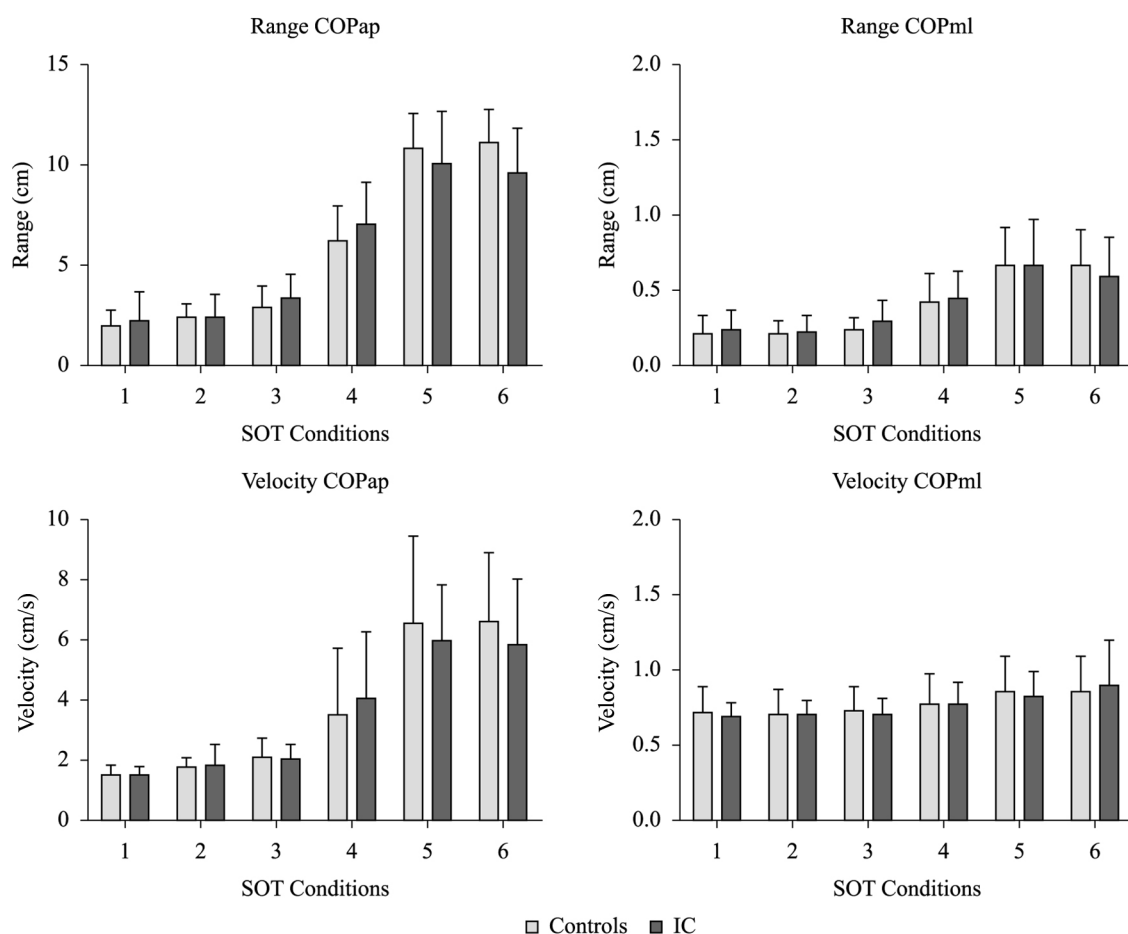 Range COPap
15
10
5
0
Range (cm)
1 2 3 4 5 6
SOT Conditions
Range COPml
2.0
1.5
1.0
0.5
0.0
Range (cm)
1 2 3 4 5 6
SOT Conditions
Velocity COPap
10
8
6
4
2
0
Velocity (cm/s)
1 2 3 4 5 6
SOT Conditions
Velocity COPml
2.0
1.5
1.0
0.5
0.0
Velocity (cm/s)
1 2 3 4 5 6
SOT Conditions
Controls IC